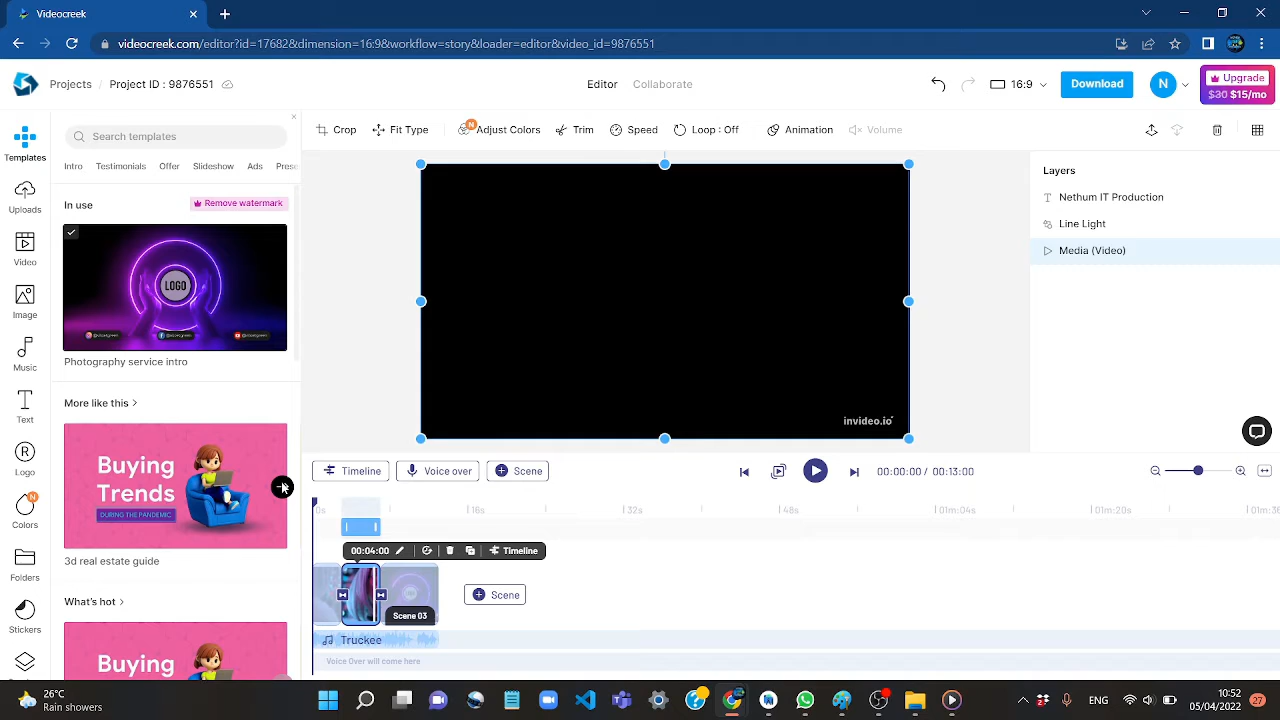 Videocreek
videocreek.com/editor?id=17682&dimension=16:9&workflow=story&loader=editor&video_id=9876551
Projects / Project ID : 9876551
Editor
Collaborate
16:9
Download
N
Upgrade
$30 $15/mo
Search templates
Crop
Fit Type
N
Adjust Colors
Trim
Speed
Loop : Off
Animation
Volume
Templates
Intro
Testimonials
Offer
Slideshow
Ads
Prese
Layers
In use
Remove watermark
Nethum IT Production
Uploads
Line Light
Media (Video)
Video
LOGO
Image
Photography service intro
Music
More like this >
Text
invideo.io
Buying
Trends
DURING THE PANDEMIC
Logo
Timeline
Voice over
Scene
00:00:00 / 00:13:00
0s
16s
32s
48s
01m:04s
01m:20s
01m:36
N
Colors
00:04:00
Timeline
3d real estate guide
Folders
Scene
What's hot >
Scene 03
Stickers
Truckee
Buying
Voice Over will come here
26°C
Rain showers
10:52
05/04/2022
27